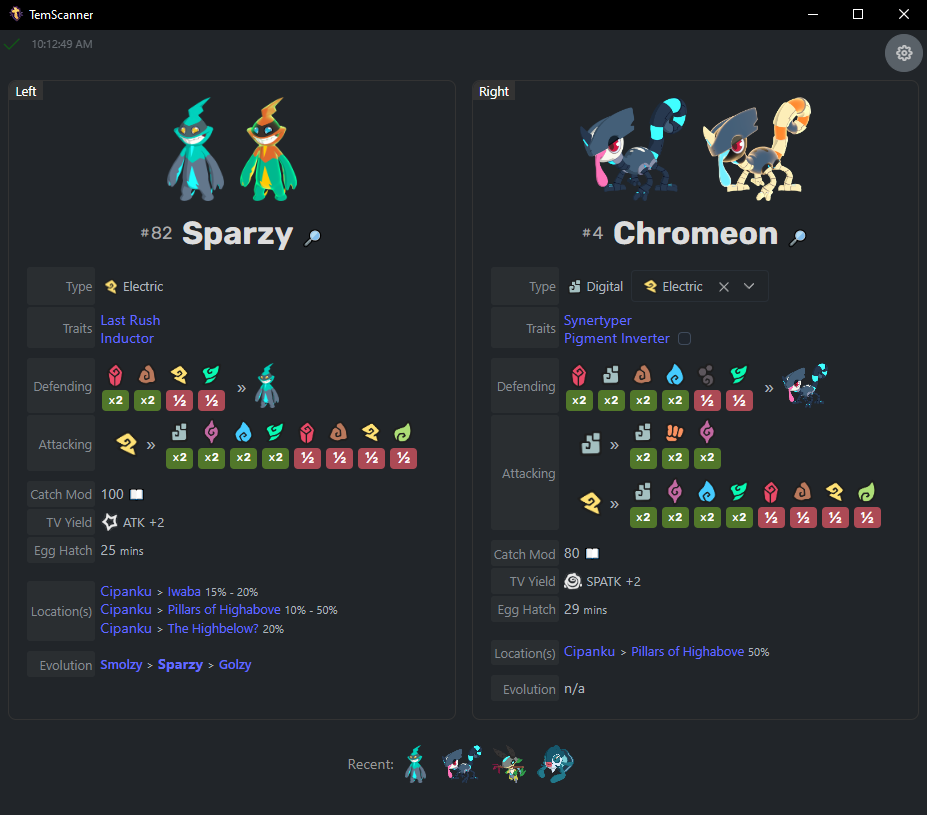 TemScanner
10:12:49 AM
Left
#82 Sparzy
Type Electric
Traits Last Rush
Inductor
Defending x2 x2 ½ ½ »
Attacking » x2 x2 x2 x2 ½ ½ ½ ½
Catch Mod 100
TV Yield ATK +2
Egg Hatch 25 mins
Location(s) Cipanku > Iwaba 15% - 20%
Cipanku > Pillars of Highabove 10% - 50%
Cipanku > The Highbelow? 20%
Evolution Smolzy > Sparzy > Golzy
Right
#4 Chromeon
Type Digital Electric
Traits Synertyper
Pigment Inverter
Defending x2 x2 x2 x2 ½ ½ »
Attacking » x2 x2 x2
» x2 x2 x2 x2 ½ ½ ½ ½
Catch Mod 80
TV Yield SPATK +2
Egg Hatch 29 mins
Location(s) Cipanku > Pillars of Highabove 50%
Evolution n/a
Recent: